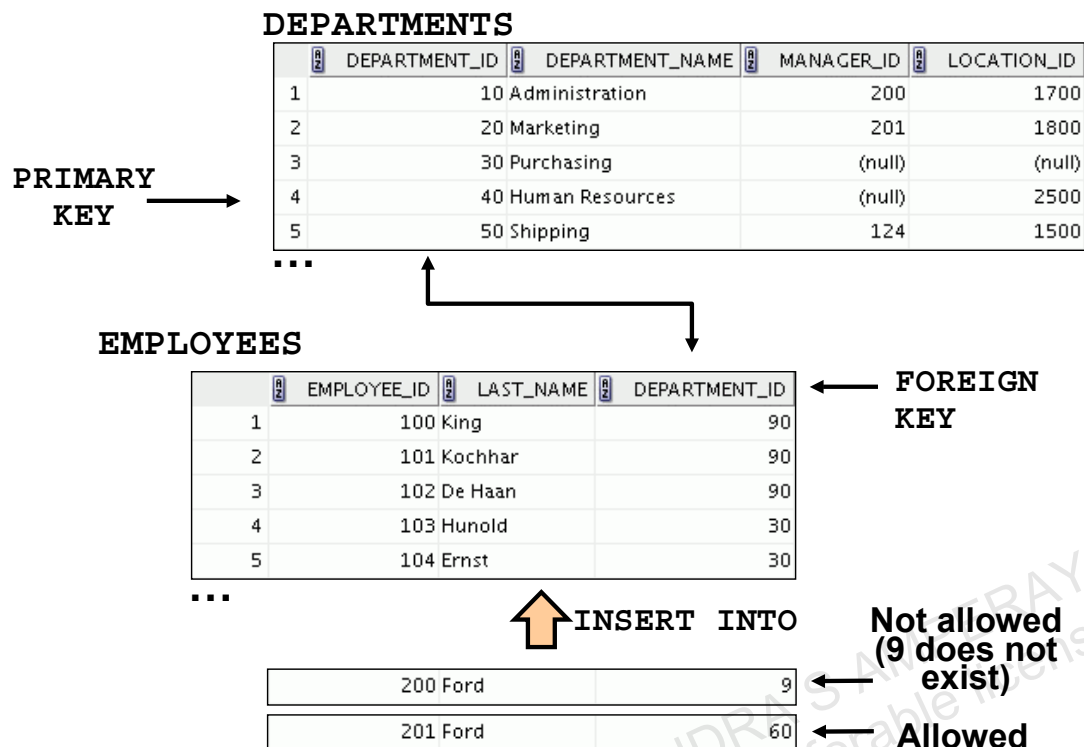 DEPARTMENTS
DEPARTMENT_ID DEPARTMENT_NAME MANAGER_ID LOCATION_ID
1 10 Administration 200 1700
2 20 Marketing 201 1800
3 30 Purchasing (null) (null)
4 40 Human Resources (null) 2500
5 50 Shipping 124 1500
...
PRIMARY
KEY
EMPLOYEES
EMPLOYEE_ID LAST_NAME DEPARTMENT_ID
1 100 King 90
2 101 Kochhar 90
3 102 De Haan 90
4 103 Hunold 30
5 104 Ernst 30
...
FOREIGN
KEY
INSERT INTO
Not allowed
(9 does not
exist)
200 Ford 9
201 Ford 60
Allowed